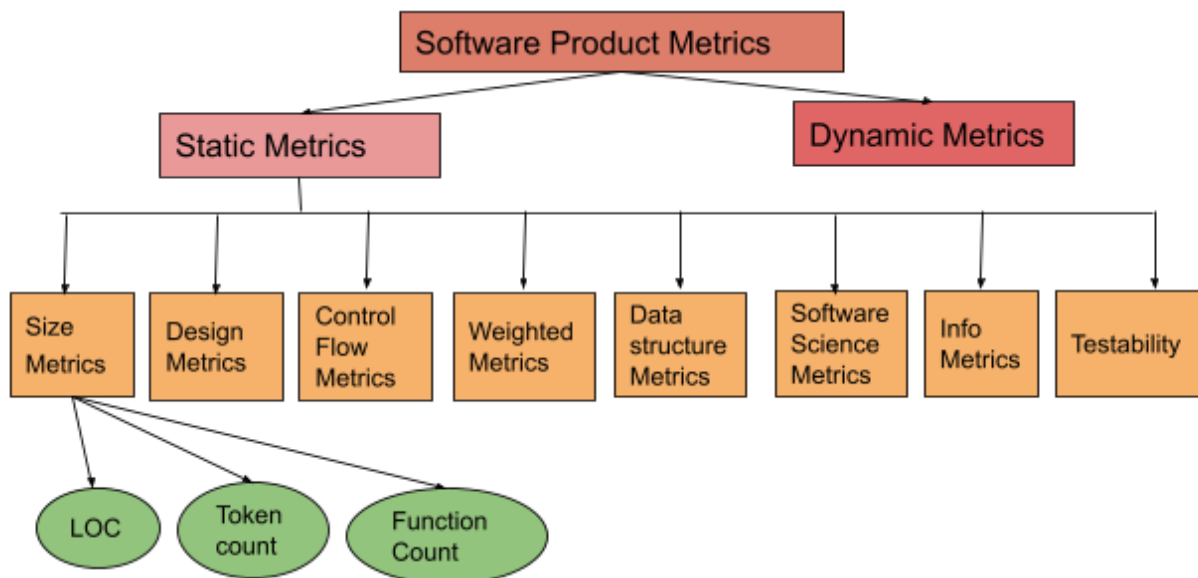 Software Product Metrics
Static Metrics
Dynamic Metrics
Size
Metrics
Design
Metrics
Control
Flow
Metrics
Weighted
Metrics
Data
structure
Metrics
Software
Science
Metrics
Info
Metrics
Testability
LOC
Token
count
Function
Count